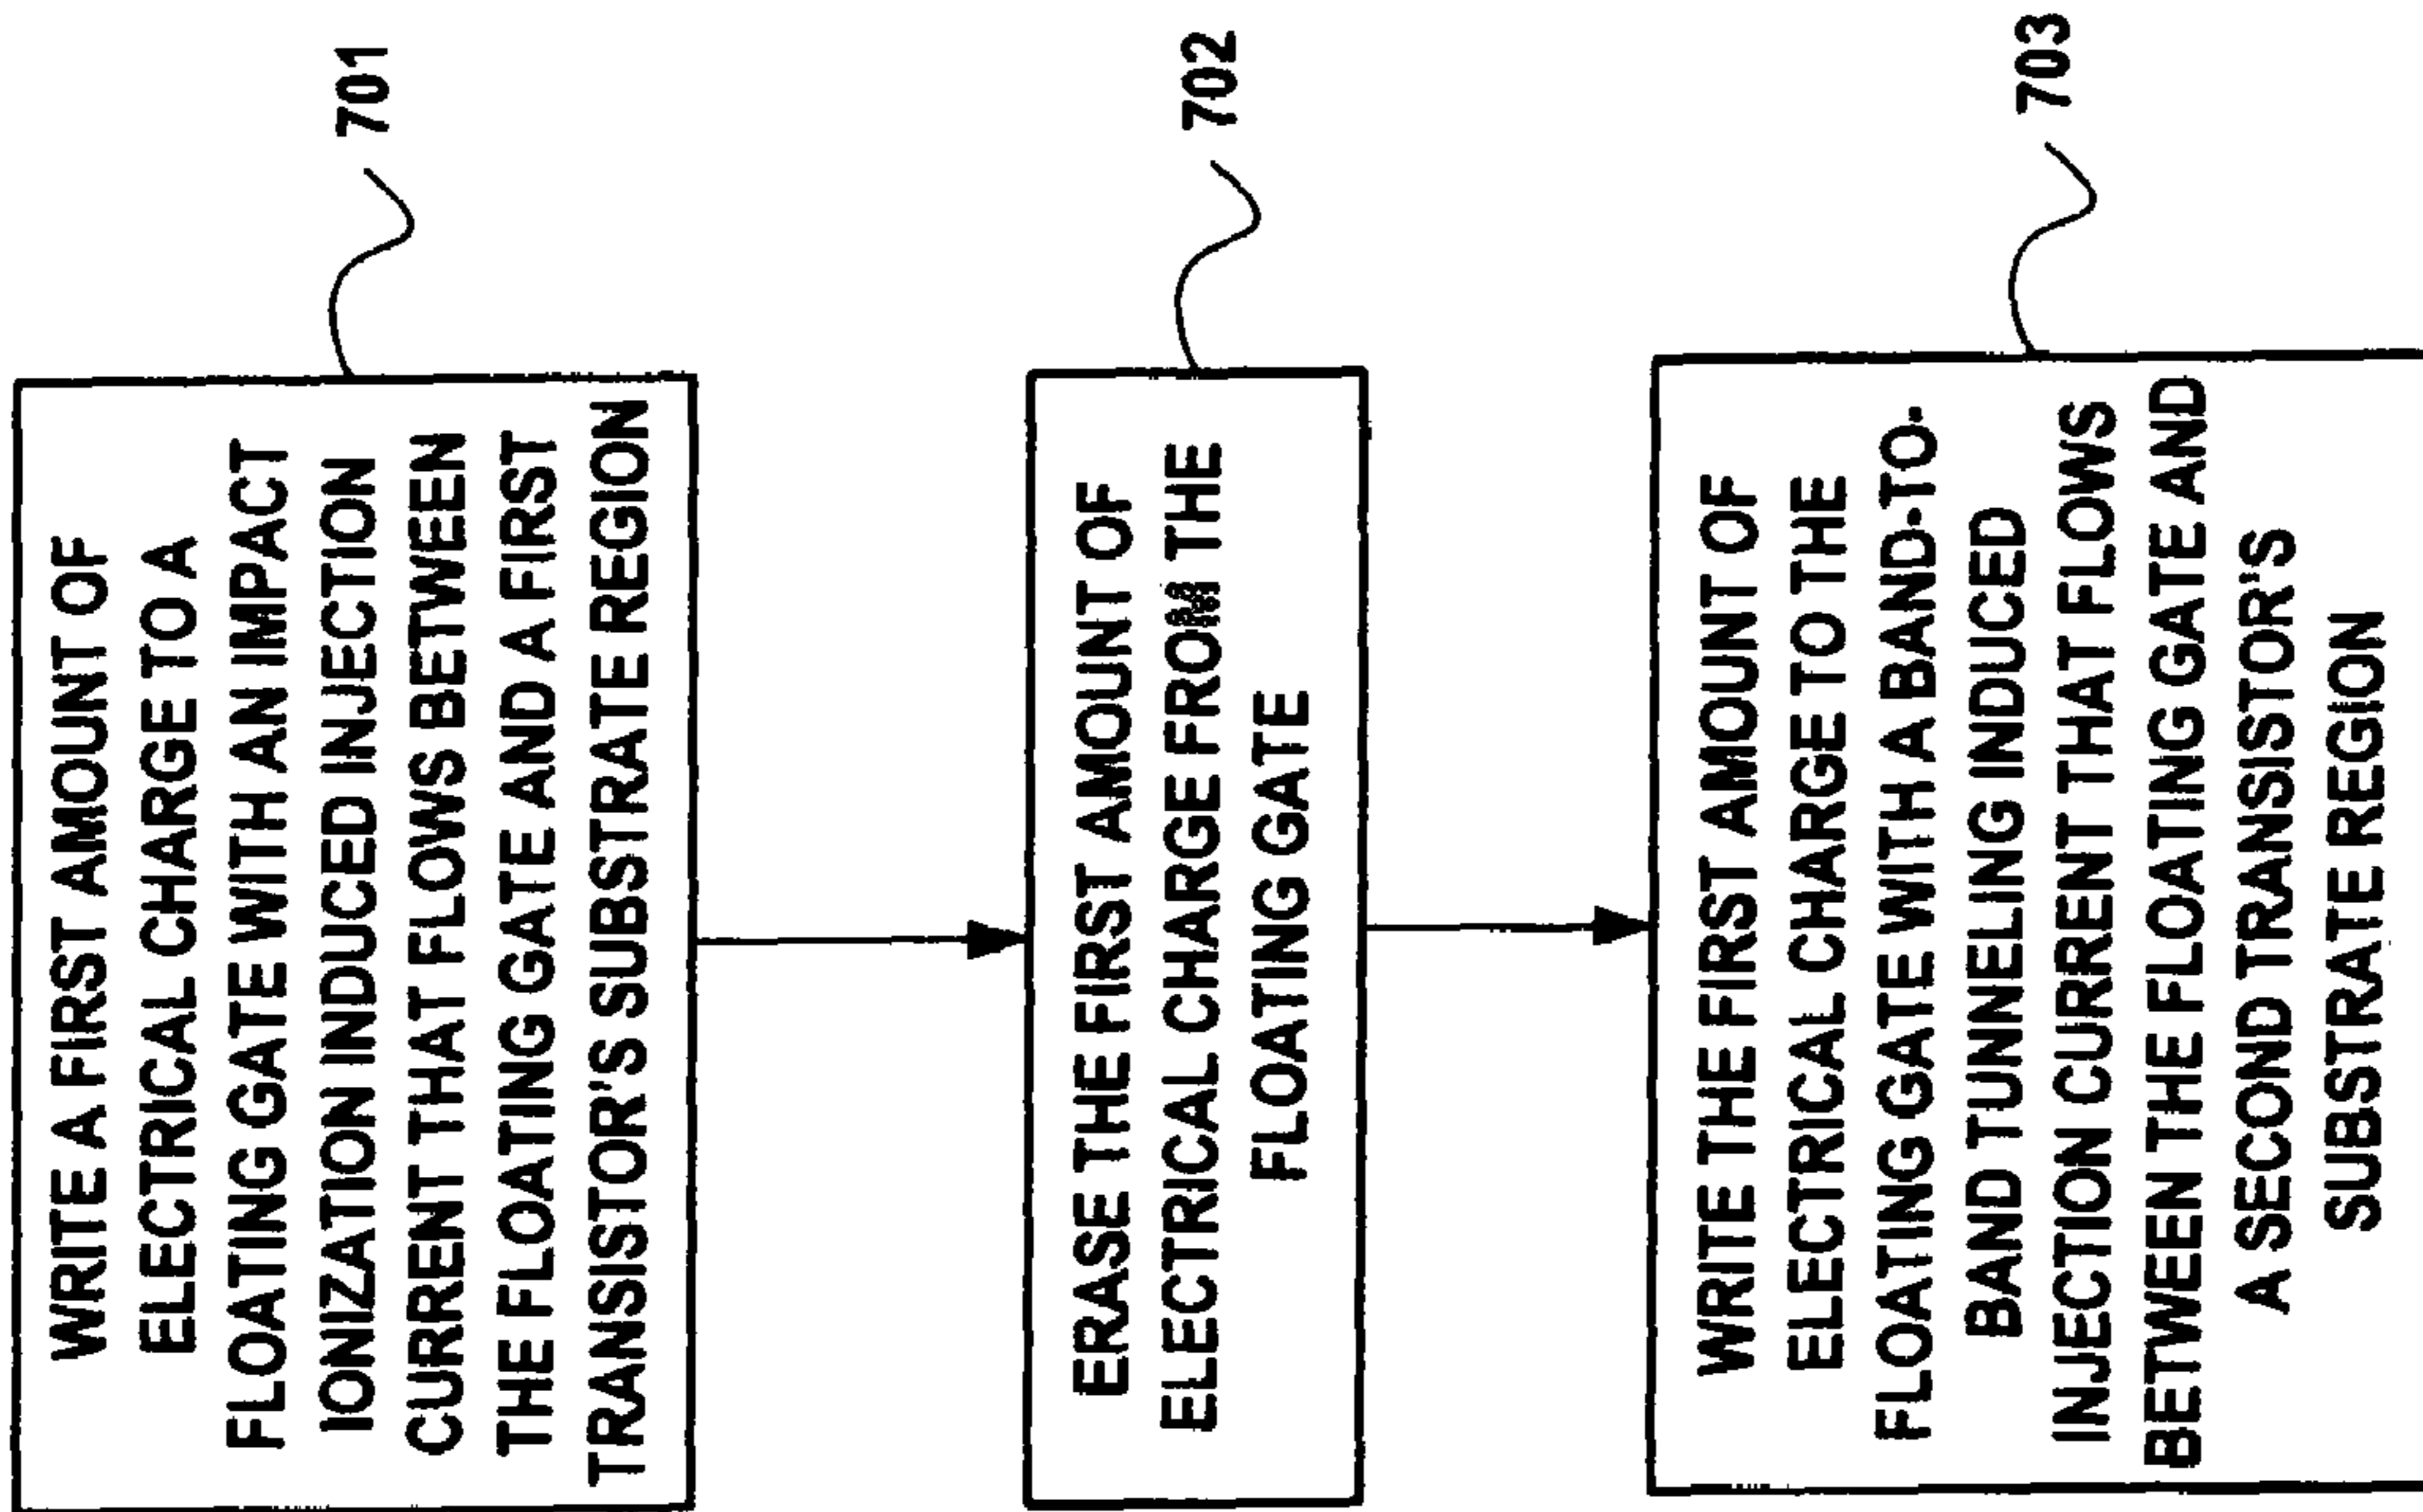 WRITE A FIRST AMOUNT OF
ELECTRICAL CHARGE TO A
FLOATING GATE WITH AN IMPACT
IONIZATION INDUCED INJECTION
CURRENT THAT FLOWS BETWEEN
THE FLOATING GATE AND A FIRST
TRANSISTOR'S SUBSTRATE REGION
701
ERASE THE FIRST AMOUNT OF
ELECTRICAL CHARGE FROM THE
FLOATING GATE
702
WRITE THE FIRST AMOUNT OF
ELECTRICAL CHARGE TO THE
FLOATING GATE WITH A BAND-TO-
BAND TUNNELING INDUCED
INJECTION CURRENT THAT FLOWS
BETWEEN THE FLOATING GATE AND
A SECOND TRANSISTOR'S
SUBSTRATE REGION
703